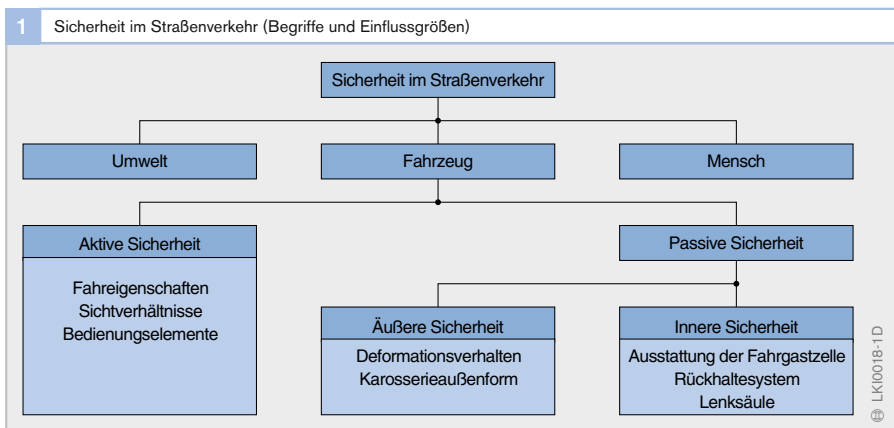 1 Sicherheit im Straßenverkehr (Begriffe und Einflussgrößen)
Sicherheit im Straßenverkehr
Umwelt
Fahrzeug
Mensch
Aktive Sicherheit
Fahreigenschaften
Sichtverhältnisse
Bedienungselemente
Passive Sicherheit
Äußere Sicherheit
Deformationsverhalten
Karosserieaußenform
Innere Sicherheit
Ausstattung der Fahrgastzelle
Rückhaltesystem
Lenksäule
LKI0018-1D